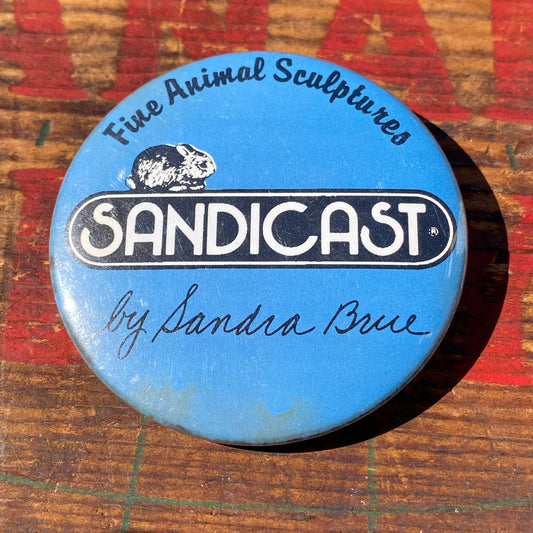 Fine Animal Sculptures
SANDICAST®
by Sandra Brue